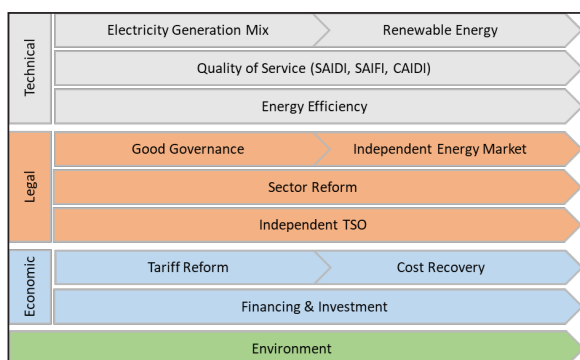 Technical
Electricity Generation Mix
Renewable Energy
Quality of Service (SAIDI, SAIFI, CAIDI)
Energy Efficiency
Legal
Good Governance
Independent Energy Market
Sector Reform
Independent TSO
Economic
Tariff Reform
Cost Recovery
Financing & Investment
Environment